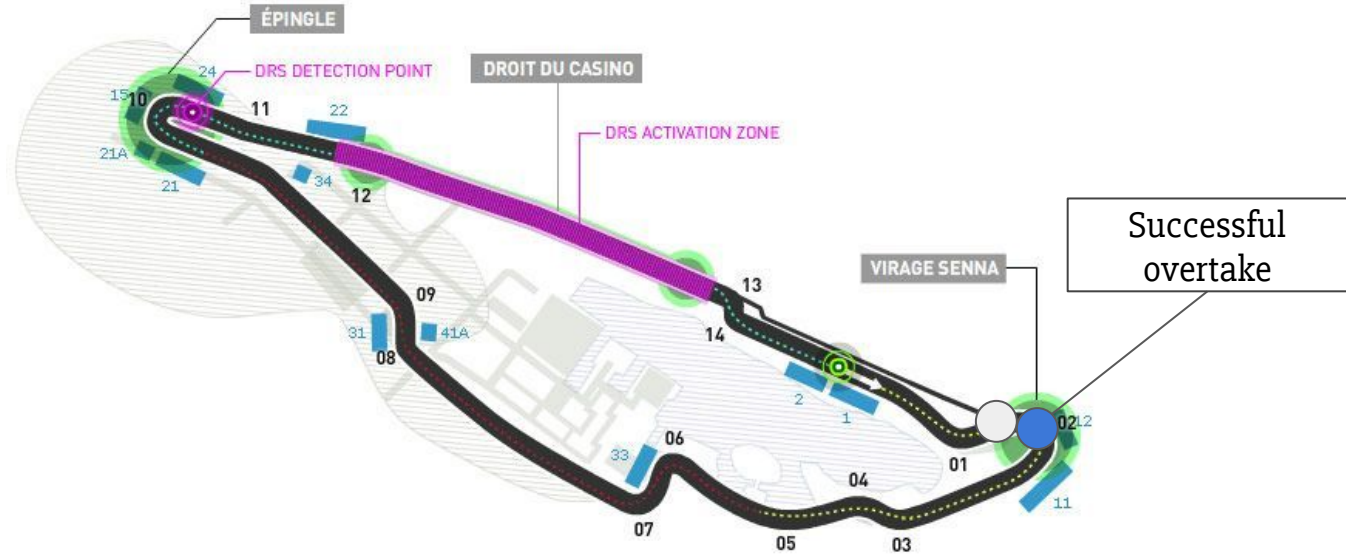 ÉPINGLE
24
DRS DETECTION POINT
DROIT DU CASINO
15
10
11
22
DRS ACTIVATION ZONE
21A
21
34
12
Successful
overtake
VIRAGE SENNA
13
09
31
41A
14
08
2
1
02
12
01
06
33
04
11
07
05
03